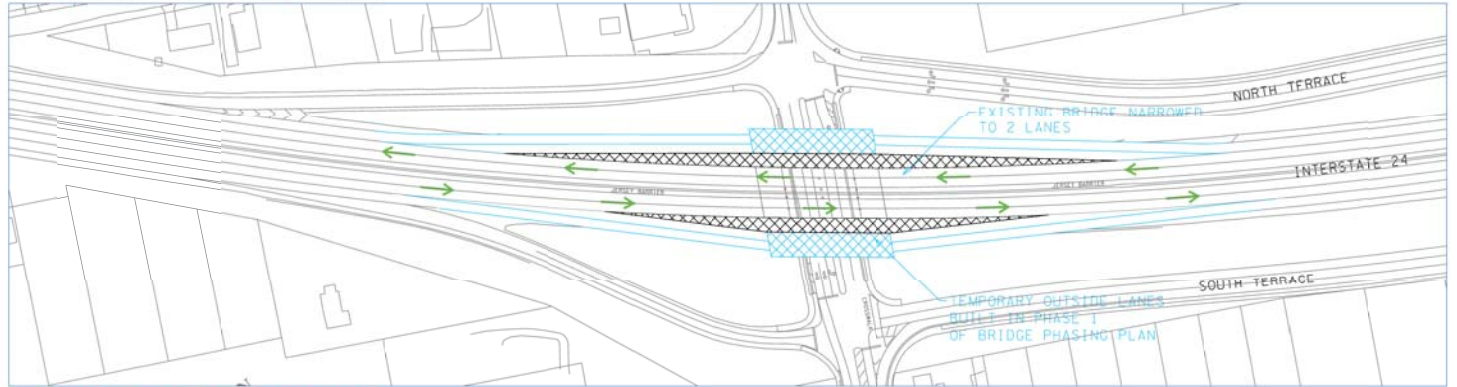 NORTH TERRACE
EXISTING BRIDGE NARROWED
TO 2 LANES
INTERSTATE 24
JERSEY BARRIER
JERSEY BARRIER
SOUTH TERRACE
TEMPORARY OUTSIDE LANES
BUILT IN PHASE 1
OF BRIDGE PHASING PLAN
CROSSWALK